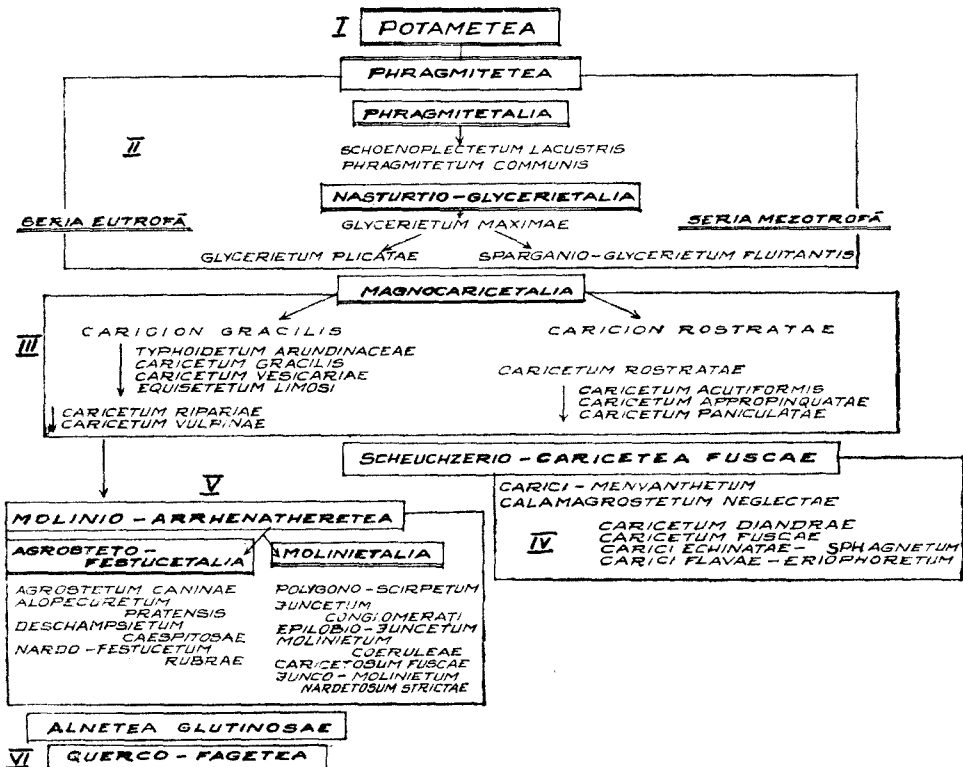 I POTAMETEA
PHRAGMITETEA
PHRAGMITETALIA
II
SCHOENOPLECTETUM LACUSTRIS
PHRAGMITETUM COMMUNIS
NASTURTIO-GLYCERIETALIA
SERIA EUTROFĂ
GLYCERIETUM MAXIMAE
SERIA MEZOTROFĂ
GLYCERIETUM PLICATAE
SPARGANIO-GLYCERIETUM FLUITANTIS
MAGNOCARICETALIA
III
CARICION GRACILIS
TYPHOIDETUM ARUNDINACEAE
CARICETUM GRACILIS
CARICETUM VESICARIAE
EQUISETETUM LIMOSI
CARICETUM RIPARIAE
CARICETUM VULPINAE
CARICION ROSTRATAE
CARICETUM ROSTRATAE
CARICETUM ACUTIFORMIS
CARICETUM APPROPINQUATAE
CARICETUM PANICULATAE
SCHEUCHZERIO-CARICETEA FUSCAE
CARICI-MENYANTHETUM
CALAMAGROSTETUM NEGLECTAE
IV
CARICETUM DIANDRAE
CARICETUM FUSCAE
CARICI ECHINATAE- SPHAGNETUM
CARICI FLAVAE-ERIOPHORETUM
V
MOLINIO-ARRHENATHERETEA
AGROSTETO-
FESTUCETALIA
AGROSTETUM CANINAE
ALOPECURETUM
PRATENSIS
DESCHAMPSIETUM
CAESPITOSAE
NARDO-FESTUCETUM
RUBRAE
MOLINIETALIA
POLYGONO-SCIRPETUM
JUNCETUM
CONGLOMERATI
EPILOBIO-JUNCETUM
MOLINIETUM
COERULEAE
CARICETOSUM FUSCAE
JUNCO-MOLINIETUM
NARDETOSUM STRICTAE
ALNETEA GLUTINOSAE
VI QUERCO-FAGETEA